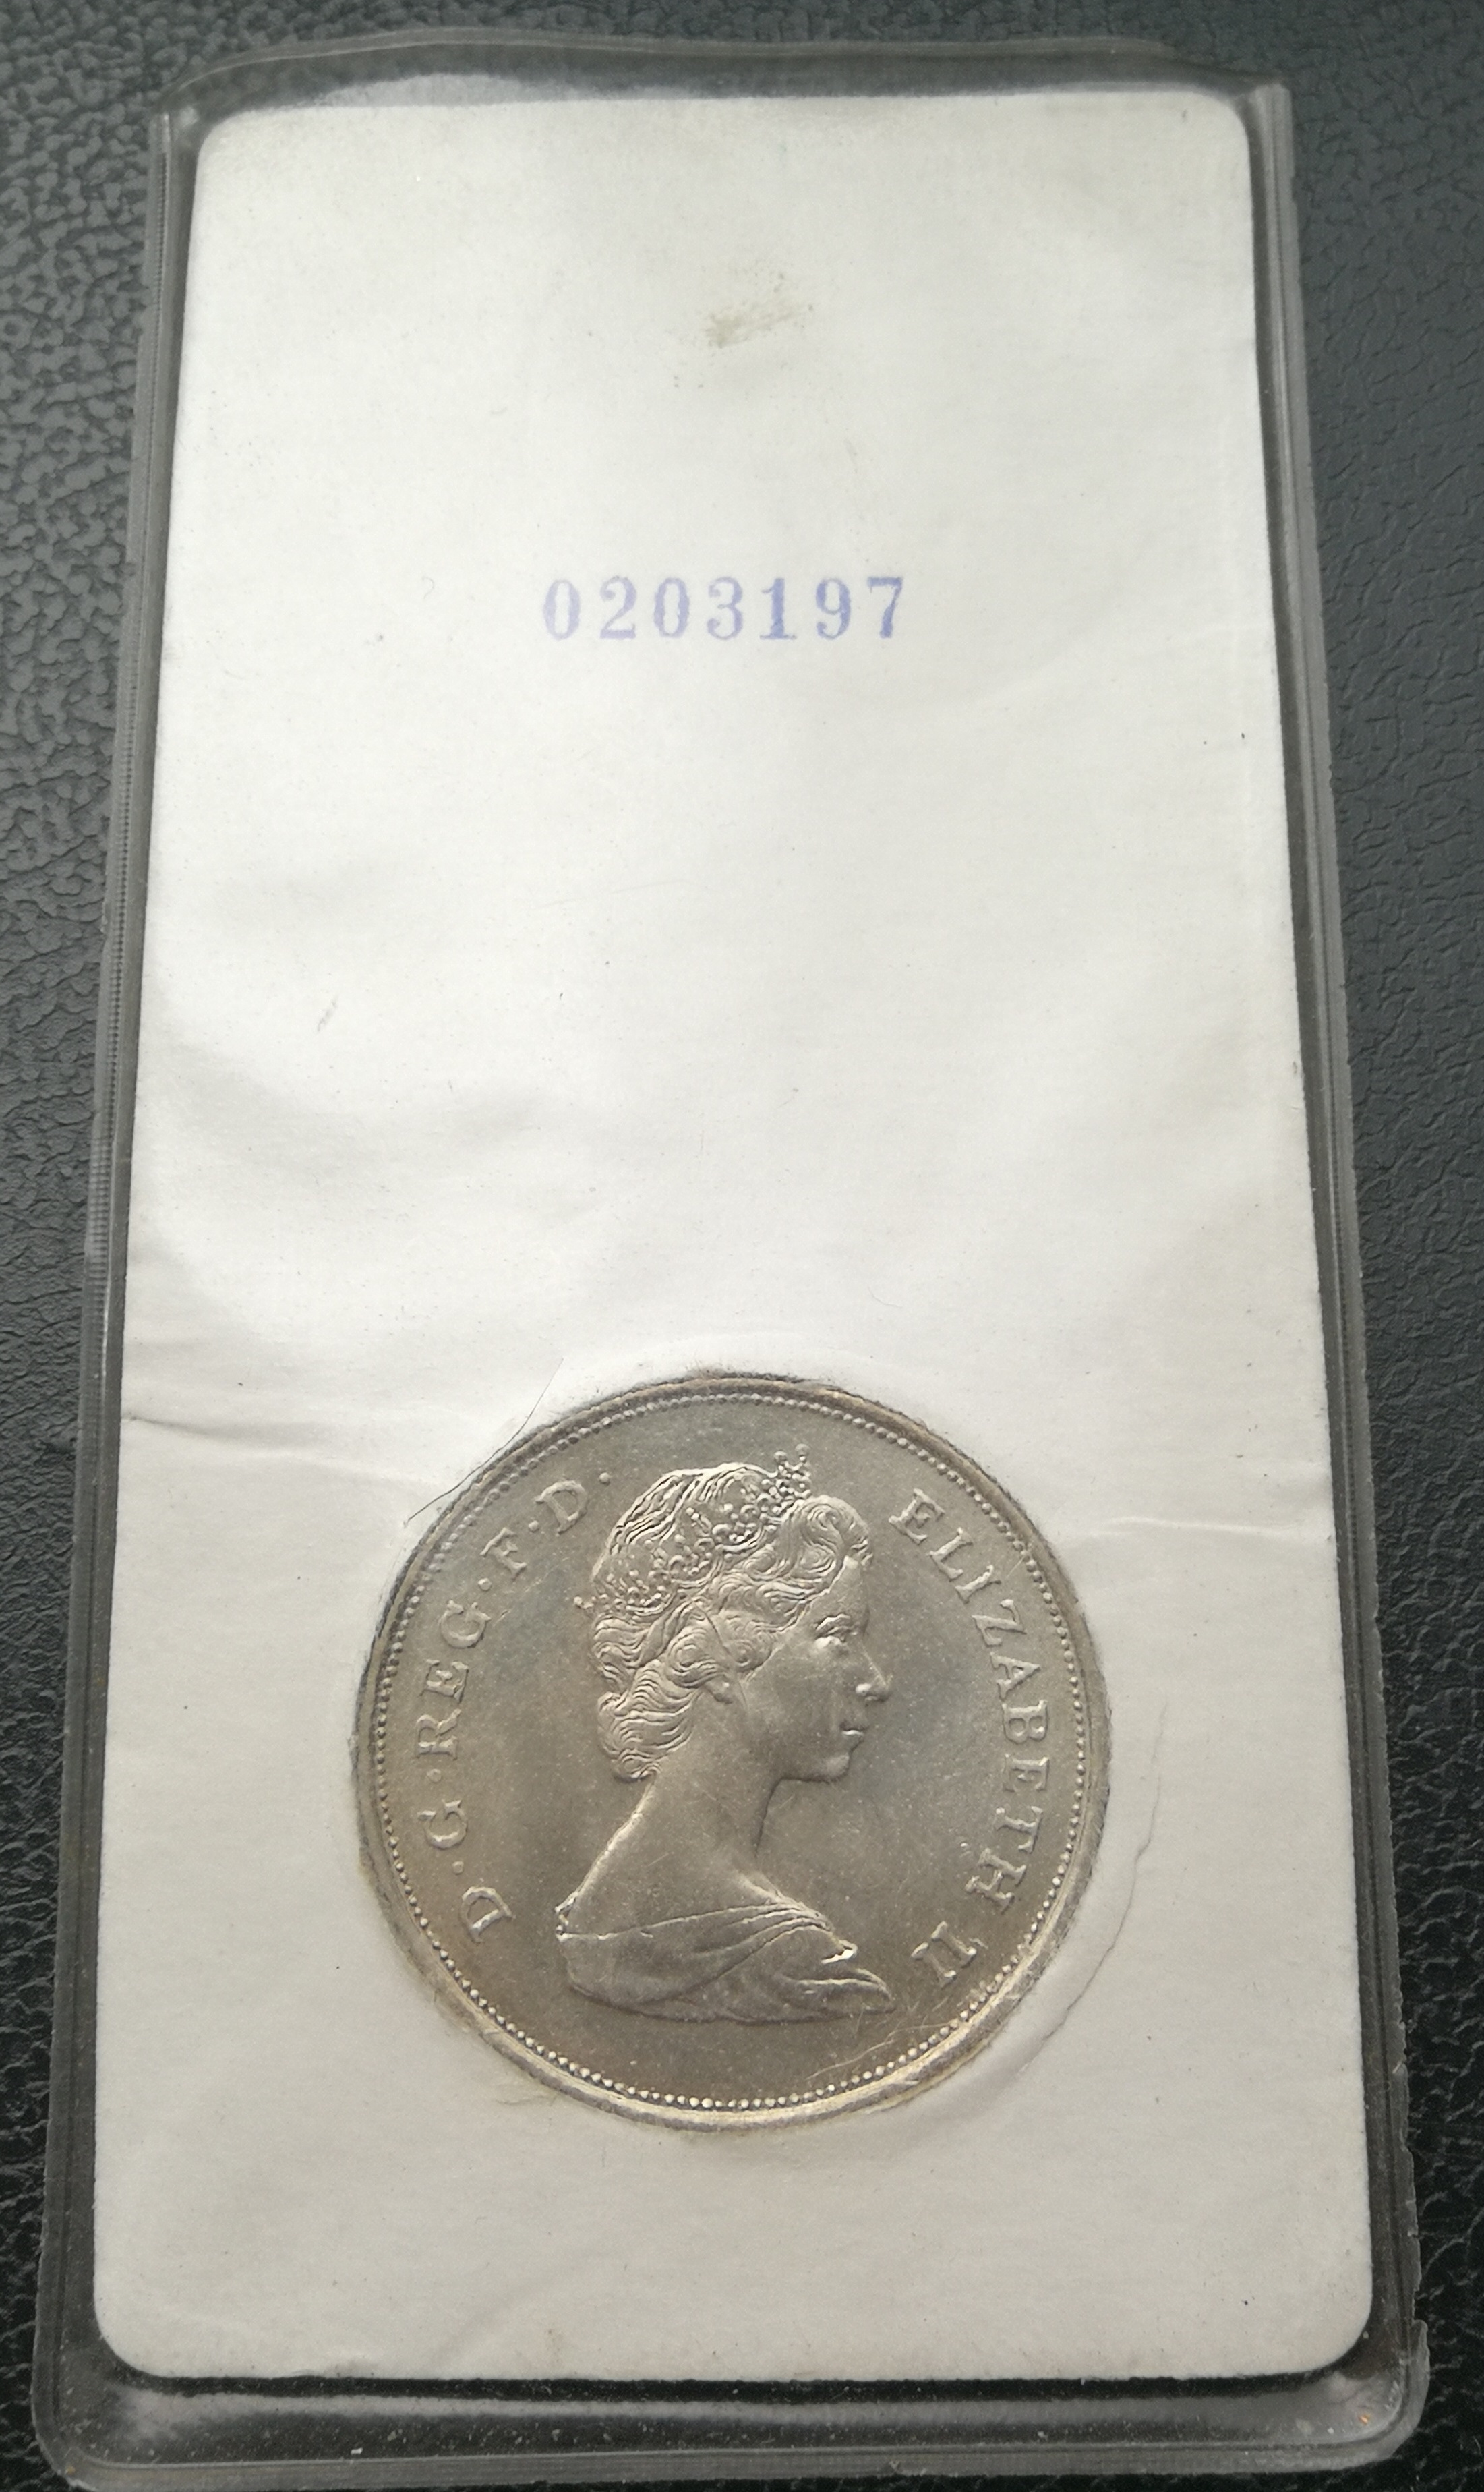 0203197
D·G·REG·F·D· ELIZABETH II